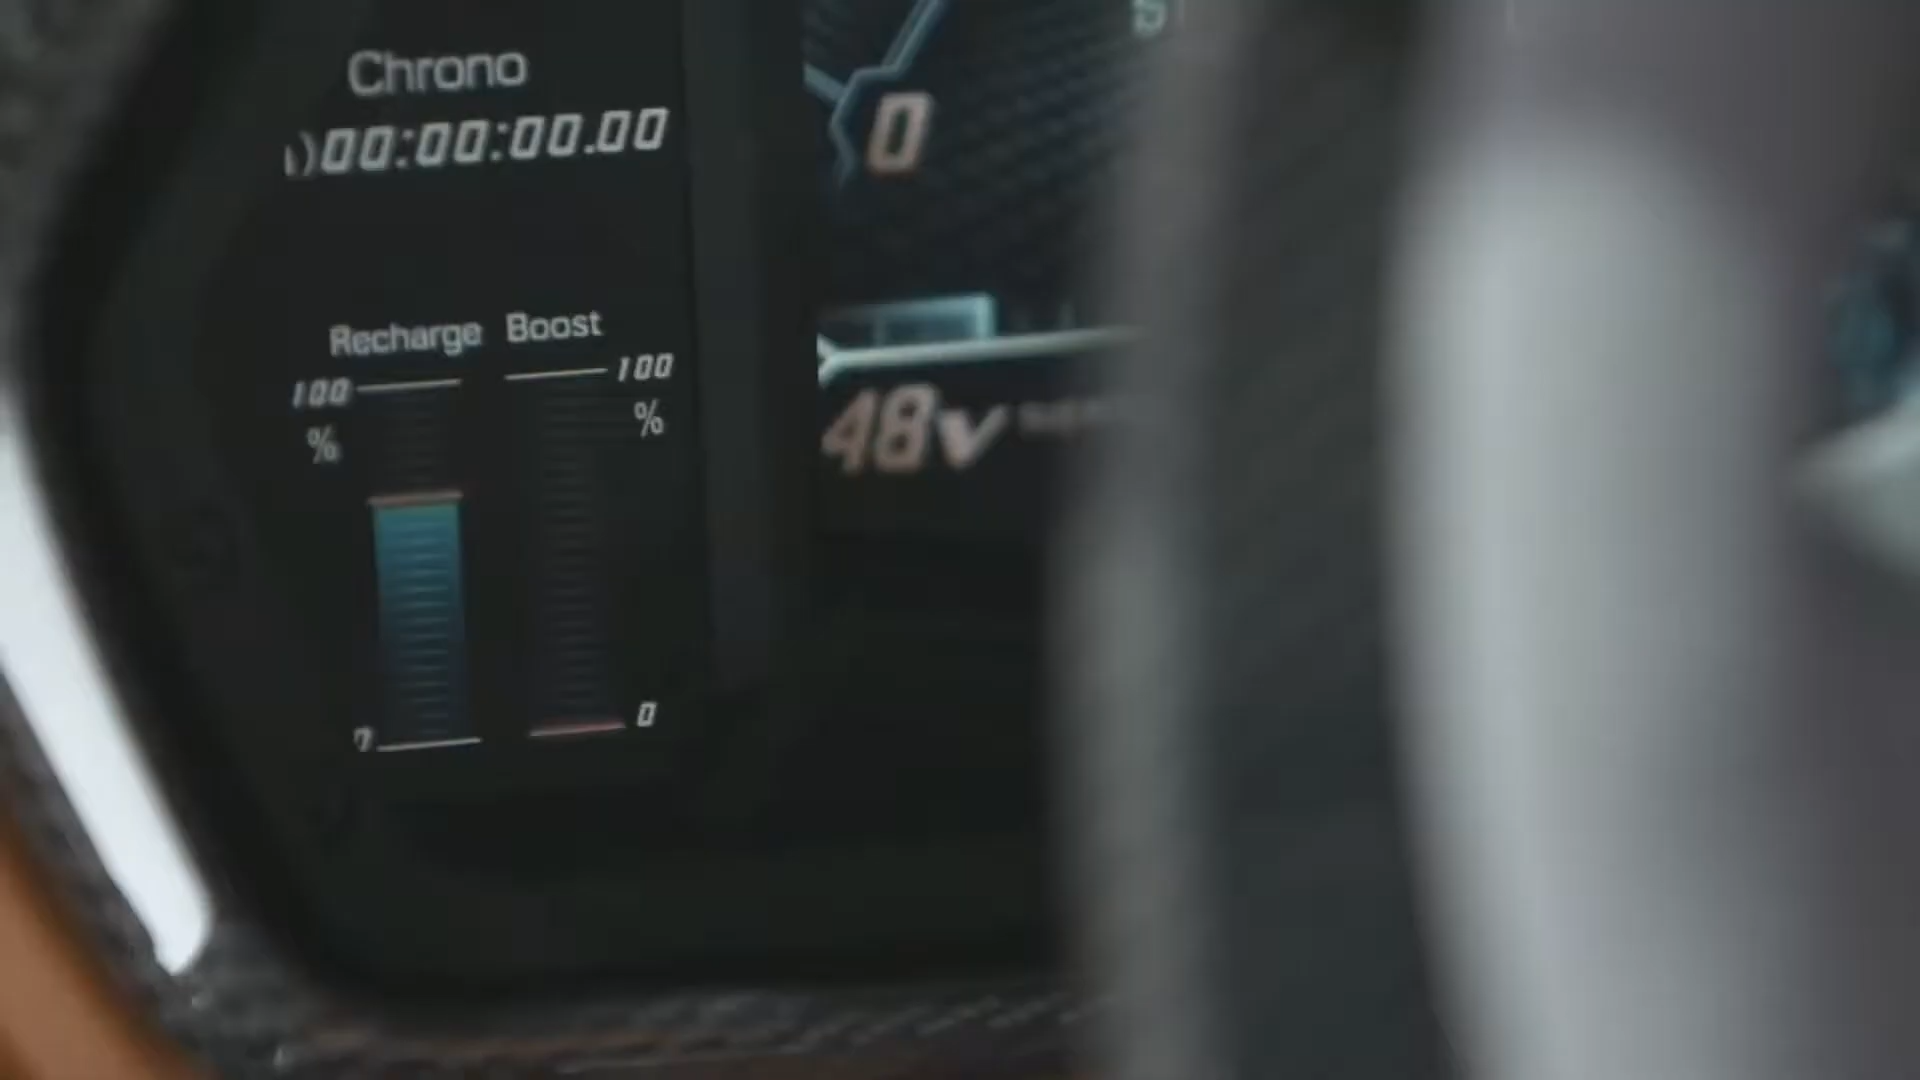 Chrono
00:00:00.00
0
Recharge Boost
100 100
% %
48v
0